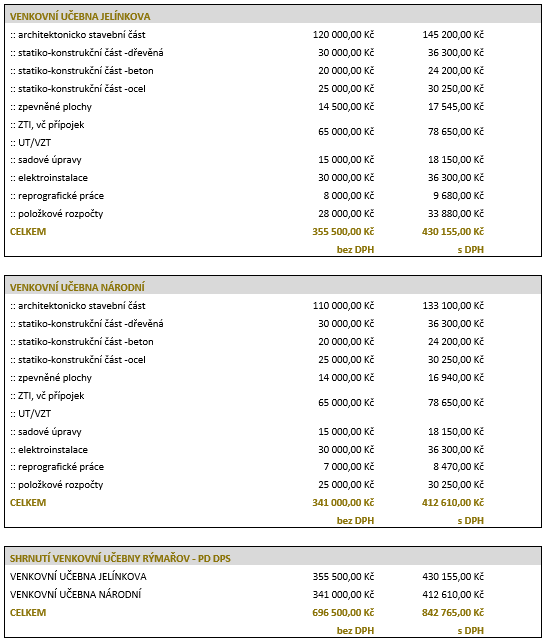 VENKOVNÍ UČEBNA JELÍNKOVA
:: architektonicko stavební část 120 000,00 Kč 145 200,00 Kč
:: statiko-konstrukční část -dřevěná 30 000,00 Kč 36 300,00 Kč
:: statiko-konstrukční část -beton 20 000,00 Kč 24 200,00 Kč
:: statiko-konstrukční část -ocel 25 000,00 Kč 30 250,00 Kč
:: zpevněné plochy 14 500,00 Kč 17 545,00 Kč
:: ZTI, vč přípojek
65 000,00 Kč 78 650,00 Kč
:: UT/VZT
:: sadové úpravy 15 000,00 Kč 18 150,00 Kč
:: elektroinstalace 30 000,00 Kč 36 300,00 Kč
:: reprografické práce 8 000,00 Kč 9 680,00 Kč
:: položkové rozpočty 28 000,00 Kč 33 880,00 Kč
CELKEM 355 500,00 Kč 430 155,00 Kč
bez DPH s DPH
VENKOVNÍ UČEBNA NÁRODNÍ
:: architektonicko stavební část 110 000,00 Kč 133 100,00 Kč
:: statiko-konstrukční část -dřevěná 30 000,00 Kč 36 300,00 Kč
:: statiko-konstrukční část -beton 20 000,00 Kč 24 200,00 Kč
:: statiko-konstrukční část -ocel 25 000,00 Kč 30 250,00 Kč
:: zpevněné plochy 14 000,00 Kč 16 940,00 Kč
:: ZTI, vč přípojek
65 000,00 Kč 78 650,00 Kč
:: UT/VZT
:: sadové úpravy 15 000,00 Kč 18 150,00 Kč
:: elektroinstalace 30 000,00 Kč 36 300,00 Kč
:: reprografické práce 7 000,00 Kč 8 470,00 Kč
:: položkové rozpočty 25 000,00 Kč 30 250,00 Kč
CELKEM 341 000,00 Kč 412 610,00 Kč
bez DPH s DPH
SHRNUTÍ VENKOVNÍ UČEBNY RÝMAŘOV - PD DPS
VENKOVNÍ UČEBNA JELÍNKOVA 355 500,00 Kč 430 155,00 Kč
VENKOVNÍ UČEBNA NÁRODNÍ 341 000,00 Kč 412 610,00 Kč
CELKEM 696 500,00 Kč 842 765,00 Kč
bez DPH s DPH